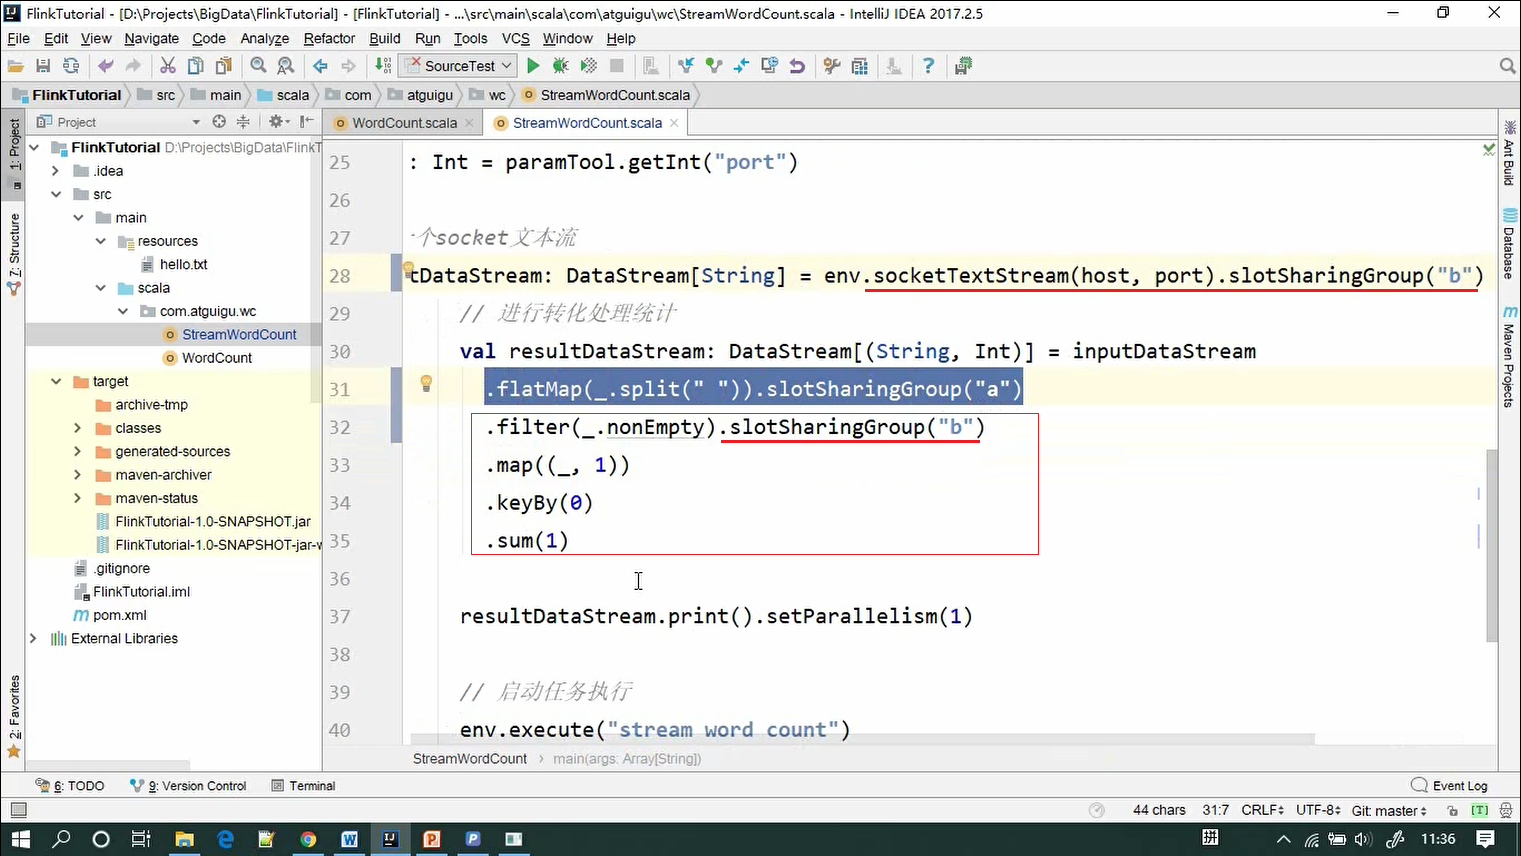 FlinkTutorial - [D:\Projects\BigData\FlinkTutorial] - [FlinkTutorial] - ...\src\main\scala\com\atguigu\wc\StreamWordCount.scala - IntelliJ IDEA 2017.2.5
File Edit View Navigate Code Analyze Refactor Build Run Tools VCS Window Help
SourceTest
FlinkTutorial src main scala com atguigu wc StreamWordCount.scala
Project
WordCount.scala StreamWordCount.scala
1: Project
7: Structure
2: Favorites
FlinkTutorial D:\Projects\BigData\FlinkT
.idea
src
main
resources
hello.txt
scala
com.atguigu.wc
StreamWordCount
WordCount
target
archive-tmp
classes
generated-sources
maven-archiver
maven-status
FlinkTutorial-1.0-SNAPSHOT.jar
FlinkTutorial-1.0-SNAPSHOT-jar-w
.gitignore
FlinkTutorial.iml
pom.xml
External Libraries
25 : Int = paramTool.getInt("port")
26
27 个socket文本流
28 tDataStream: DataStream[String] = env.socketTextStream(host, port).slotSharingGroup("b")
29 // 进行转化处理统计
30 val resultDataStream: DataStream[(String, Int)] = inputDataStream
31 .flatMap(_.split(" ")).slotSharingGroup("a")
32 .filter(_.nonEmpty).slotSharingGroup("b")
33 .map((_, 1))
34 .keyBy(0)
35 .sum(1)
36
37 resultDataStream.print().setParallelism(1)
38
39 // 启动任务执行
40 env.execute("stream word count")
StreamWordCount main(args: Array[String])
Ant Build
Database
Maven Projects
6: TODO 9: Version Control Terminal Event Log
44 chars 31:7 CRLF UTF-8 Git: master [T]
拼 11:36